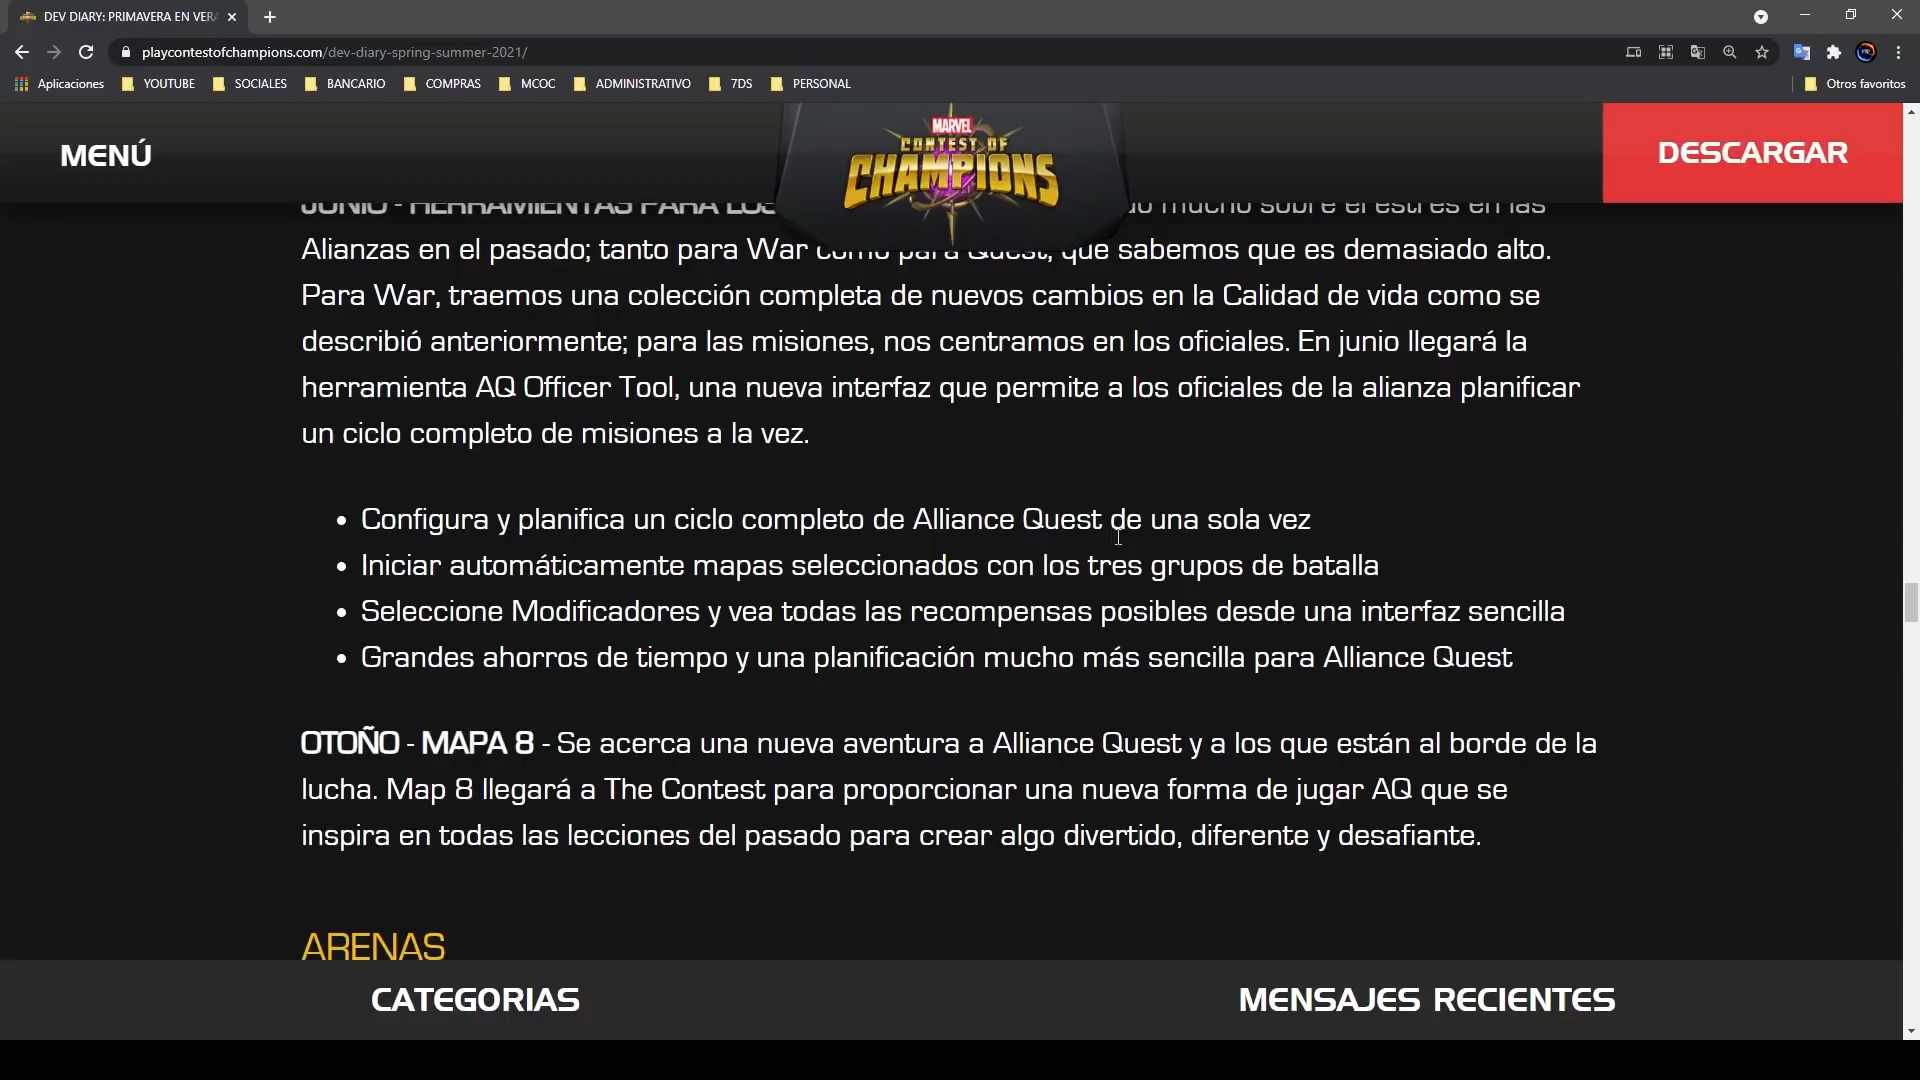 DEV DIARY: PRIMAVERA EN VERA
playcontestofchampions.com/dev-diary-spring-summer-2021/
Aplicaciones YOUTUBE SOCIALES BANCARIO COMPRAS MCOC ADMINISTRATIVO 7DS PERSONAL Otros favoritos
MENÚ
MARVEL
CONTEST OF
CHAMPIONS
DESCARGAR
JUNIO - HERRAMIENTAS PARA LOS mucho sobre el estrés en las
Alianzas en el pasado; tanto para War como para Quest, que sabemos que es demasiado alto.
Para War, traemos una colección completa de nuevos cambios en la Calidad de vida como se
describió anteriormente; para las misiones, nos centramos en los oficiales. En junio llegará la
herramienta AQ Officer Tool, una nueva interfaz que permite a los oficiales de la alianza planificar
un ciclo completo de misiones a la vez.
• Configura y planifica un ciclo completo de Alliance Quest de una sola vez
• Iniciar automáticamente mapas seleccionados con los tres grupos de batalla
• Seleccione Modificadores y vea todas las recompensas posibles desde una interfaz sencilla
• Grandes ahorros de tiempo y una planificación mucho más sencilla para Alliance Quest
OTOÑO - MAPA 8 - Se acerca una nueva aventura a Alliance Quest y a los que están al borde de la
lucha. Map 8 llegará a The Contest para proporcionar una nueva forma de jugar AQ que se
inspira en todas las lecciones del pasado para crear algo divertido, diferente y desafiante.
ARENAS
CATEGORIAS
MENSAJES RECIENTES